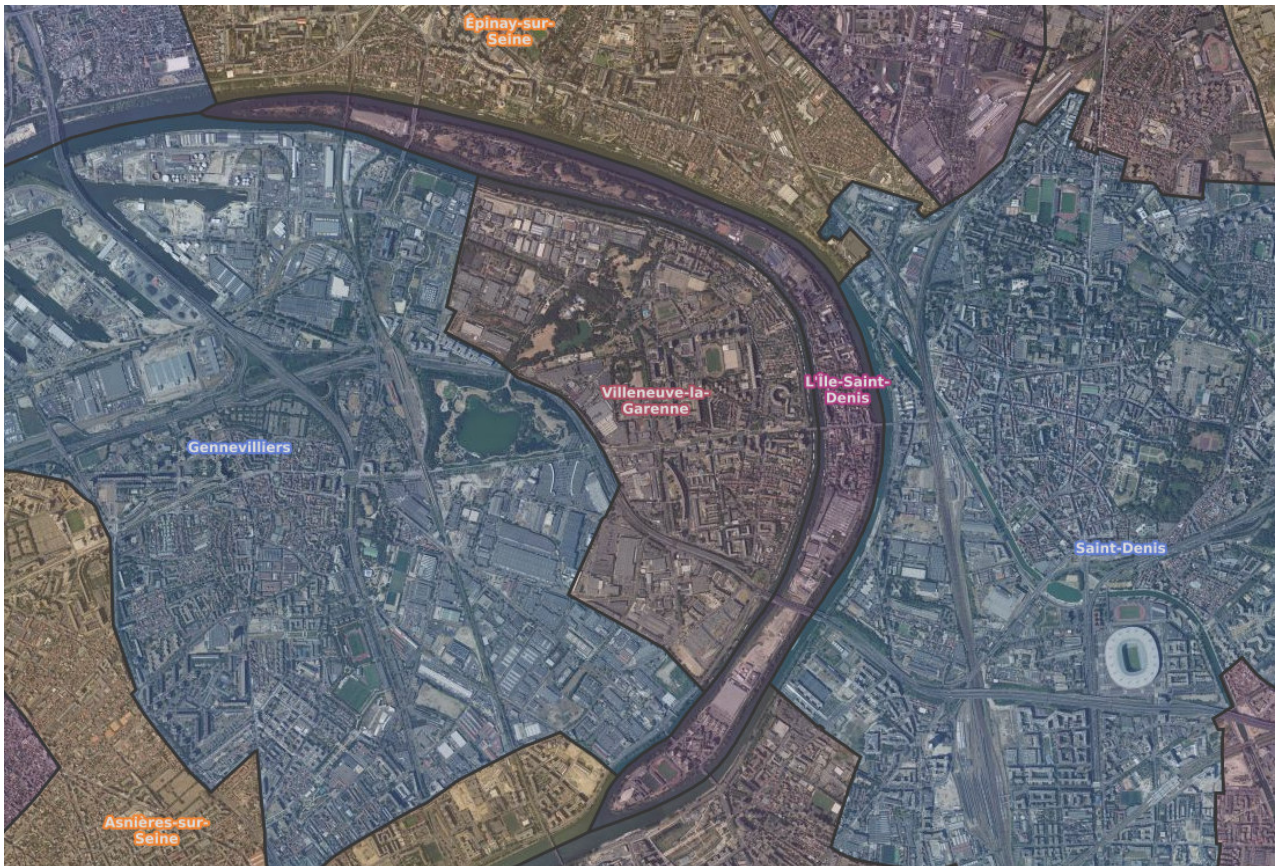 Épinay-sur-
Seine
Villeneuve-la-
Garenne
L'Île-Saint-
Denis
Gennevilliers
Saint-Denis
Asnières-sur-
Seine